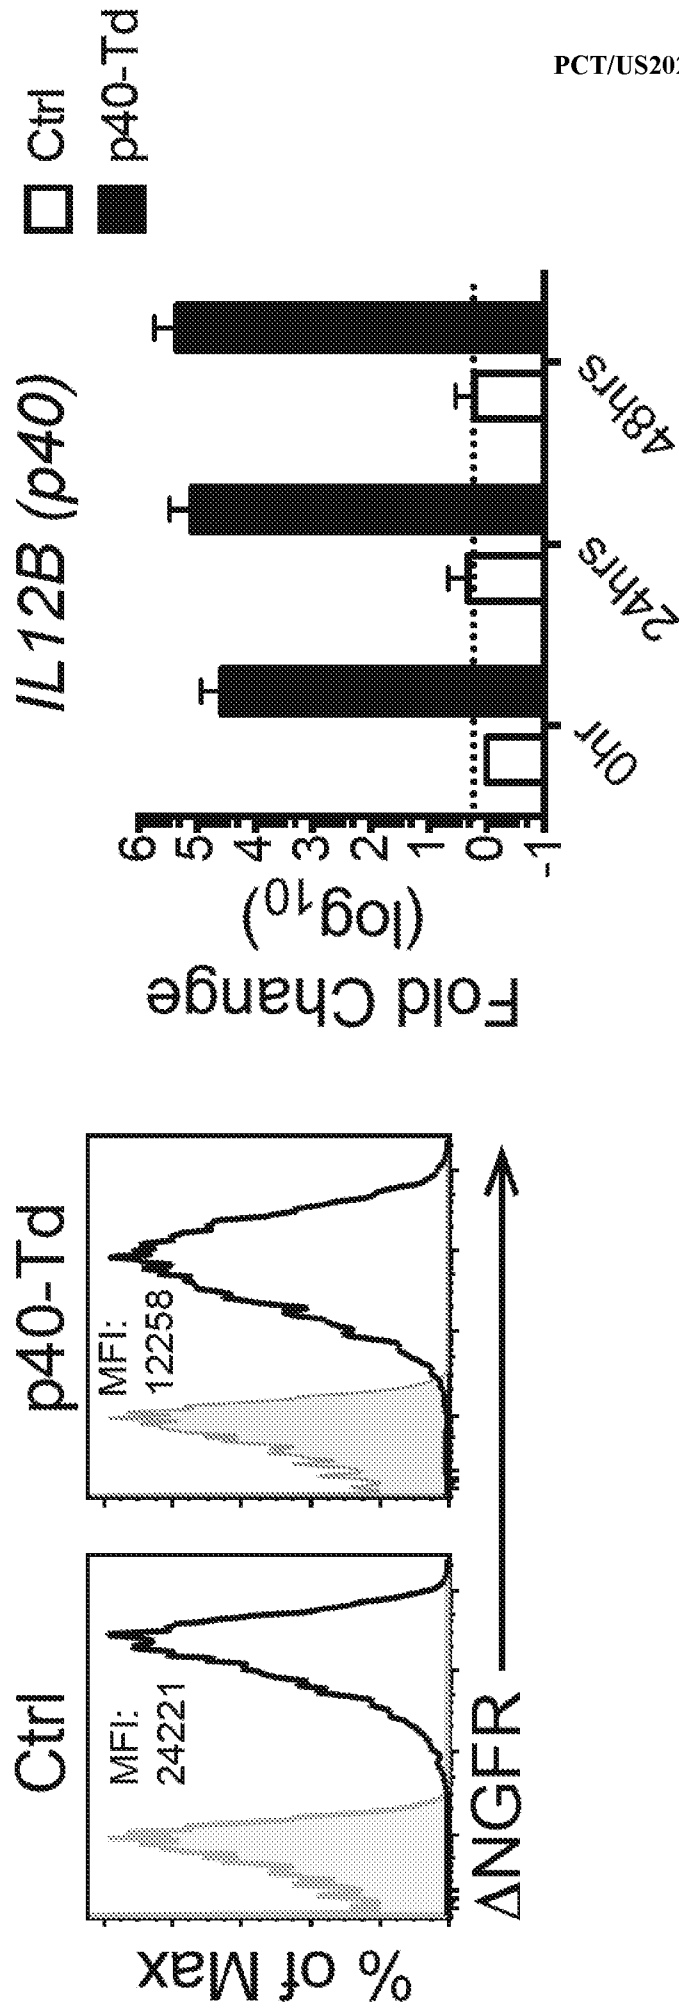 PCT/US202
Ctrl
p40-Td
MFI:
24221
MFI:
12258
% of Max
ΔNGFR
IL12B (p40)
Ctrl
p40-Td
Fold Change
(log10)
6
5
4
3
2
1
0
-1
0hr
24hrs
48hrs